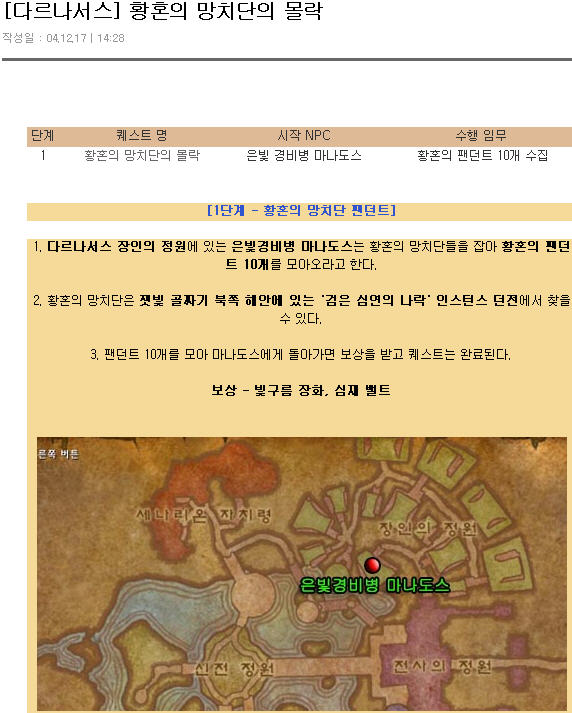 [다르나서스] 황혼의 망치단의 몰락
작성일 : 04.12.17 | 14:28
단계 퀘스트 명 시작 NPC 수행 임무
1 황혼의 망치단의 몰락 은빛 경비병 마나도스 황혼의 팬던트 10개 수집
[1단계 - 황혼의 망치단 팬던트]
1. 다르나서스 장인의 정원에 있는 은빛경비병 마나도스는 황혼의 망치단들을 잡아 황혼의 팬던
트 10개를 모아오라고 한다.
2. 황혼의 망치단은 잿빛 골짜기 북쪽 해안에 있는 '검은 심연의 나락' 인스턴스 던전에서 찾을
수 있다.
3. 팬던트 10개를 모아 마나도스에게 돌아가면 보상을 받고 퀘스트는 완료된다.
보상 - 빛구름 장화, 심재 벨트
른쪽 버튼
세나리온 자치령
장인의 정원
은빛경비병 마나도스
신전 정원
전사의 정원